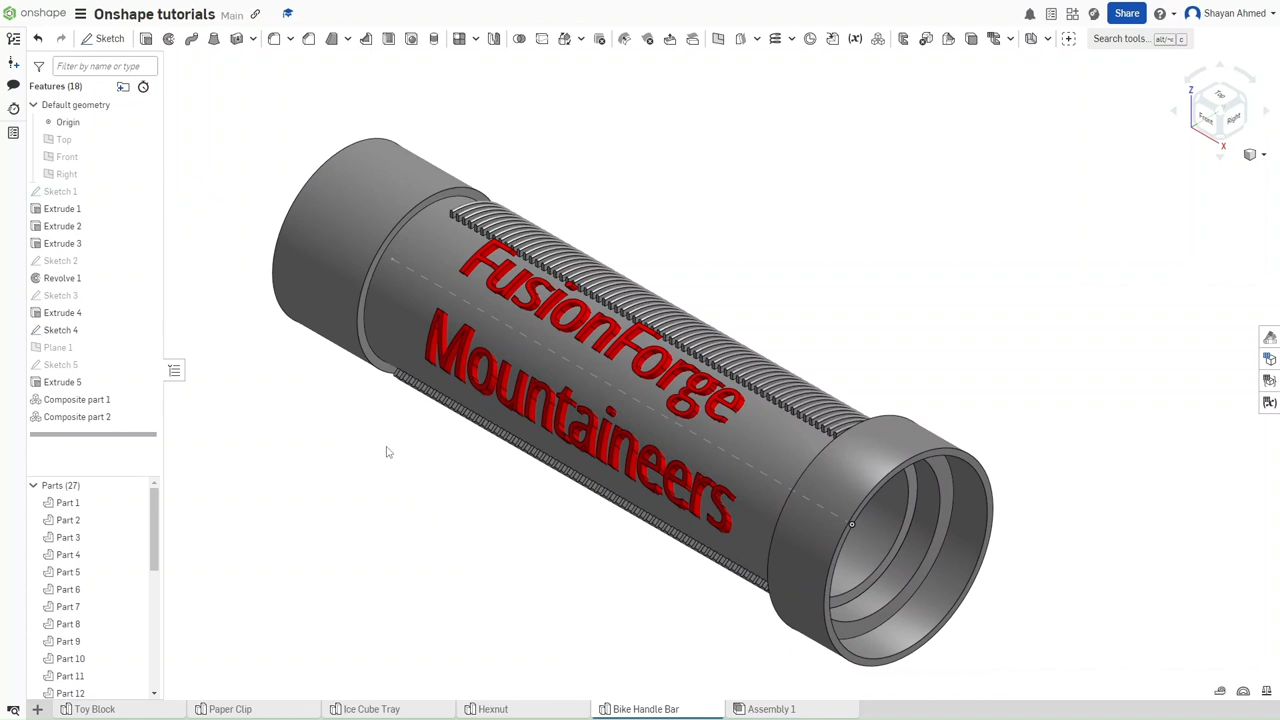 onshape
Onshape tutorials Main
Share
Shayan Ahmed
Sketch
Search tools... alt/⌥ c
Filter by name or type
Features (18)
Default geometry
Origin
Top
Front
Right
Sketch 1
Extrude 1
Extrude 2
Extrude 3
Sketch 2
Revolve 1
Sketch 3
Extrude 4
Sketch 4
Plane 1
Sketch 5
Extrude 5
Composite part 1
Composite part 2
Parts (27)
Part 1
Part 2
Part 3
Part 4
Part 5
Part 6
Part 7
Part 8
Part 9
Part 10
Part 11
Part 12
FusionForge
Mountaineers
Z
Top
Front
Right
X
Toy Block
Paper Clip
Ice Cube Tray
Hexnut
Bike Handle Bar
Assembly 1